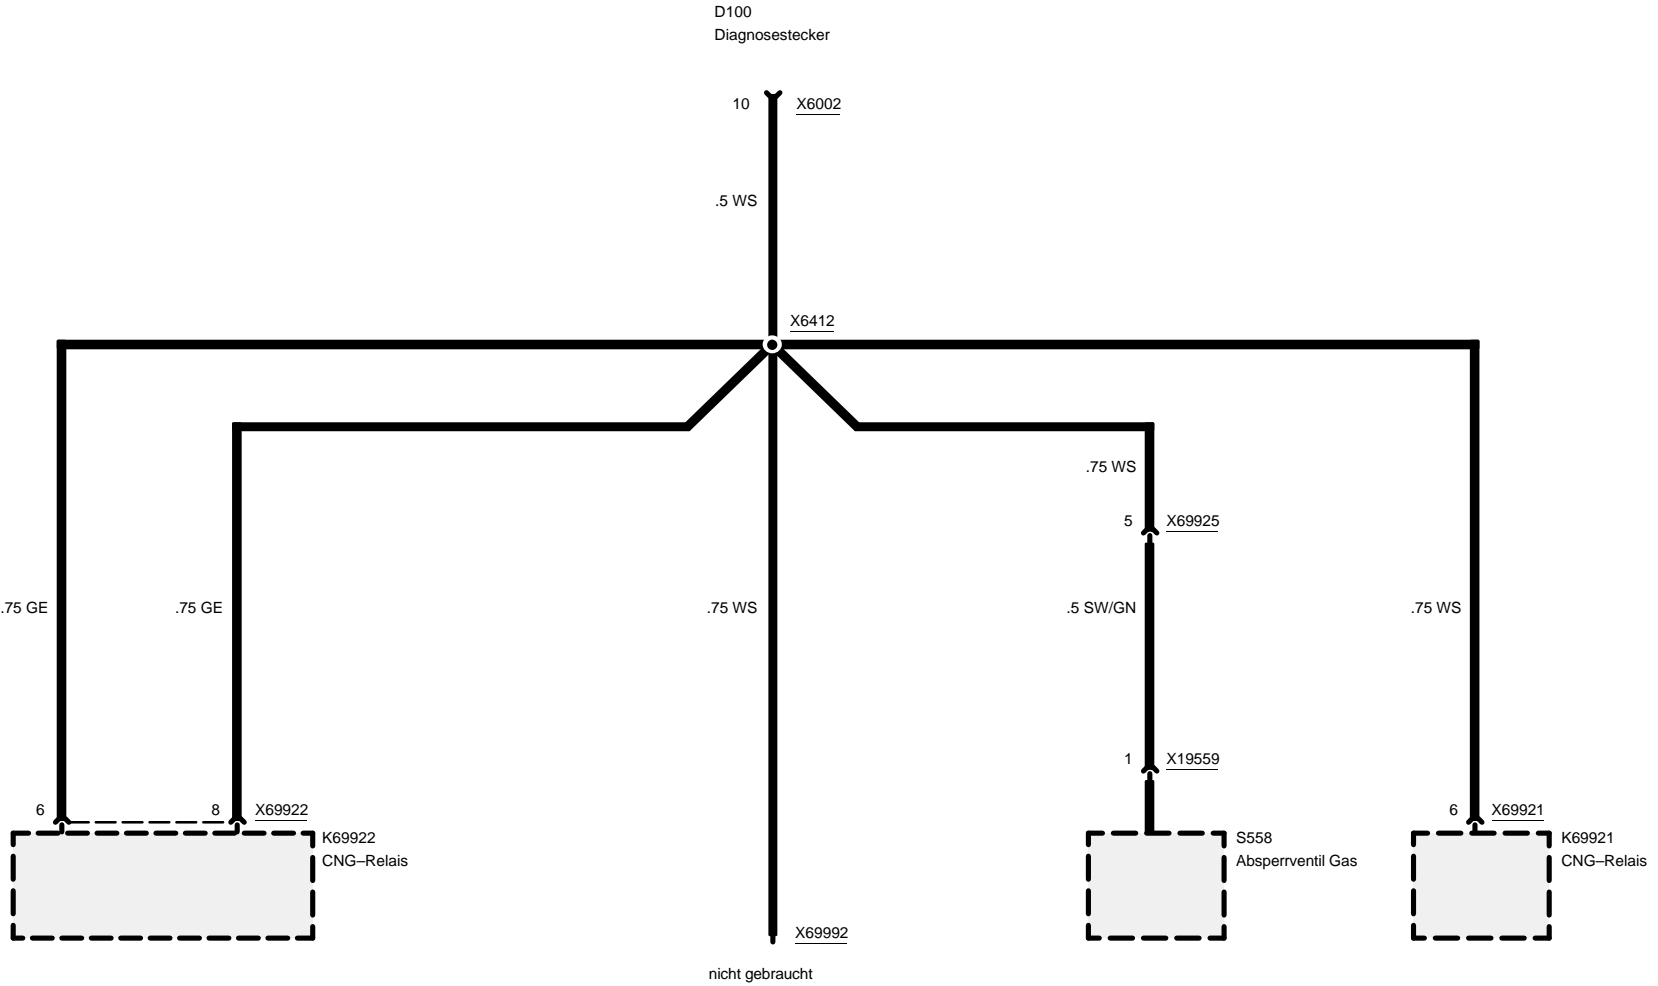 D100
Diagnosestecker
10
X6002
.5 WS
X6412
.75 WS
5
X69925
.75 GE
.75 GE
.75 WS
.5 SW/GN
.75 WS
1
X19559
6
8
X69922
6
X69921
K69922
CNG–Relais
S558
Absperrventil Gas
K69921
CNG–Relais
X69992
nicht gebraucht